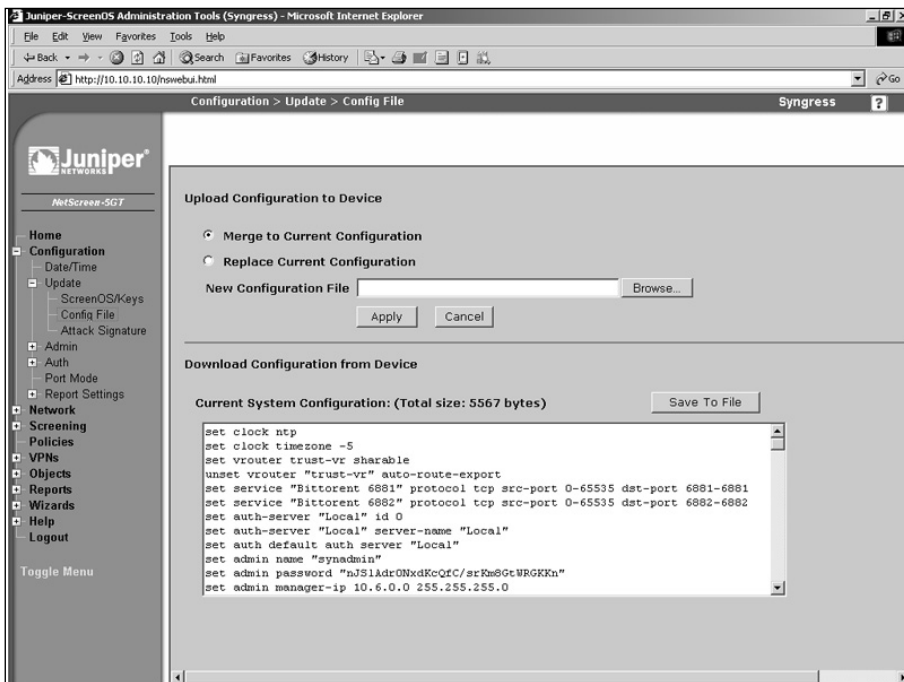 Juniper-ScreenOS Administration Tools (Syngress) - Microsoft Internet Explorer
File Edit View Favorites Tools Help
Back Search Favorites History
Address http://10.10.10.10/nswebui.html Go
Configuration > Update > Config File Syngress ?
Juniper®
NETWORKS
NetScreen-5GT
Home
Configuration
Date/Time
Update
ScreenOS/Keys
Config File
Attack Signature
Admin
Auth
Port Mode
Report Settings
Network
Screening
Policies
VPNs
Objects
Reports
Wizards
Help
Logout
Toggle Menu
Upload Configuration to Device
Merge to Current Configuration
Replace Current Configuration
New Configuration File Browse...
Apply Cancel
Download Configuration from Device
Current System Configuration: (Total size: 5567 bytes) Save To File
set clock ntp
set clock timezone -5
set vrouter trust-vr sharable
unset vrouter "trust-vr" auto-route-export
set service "Bittorent 6881" protocol tcp src-port 0-65535 dst-port 6881-6881
set service "Bittorent 6882" protocol tcp src-port 0-65535 dst-port 6882-6882
set auth-server "Local" id 0
set auth-server "Local" server-name "Local"
set auth default auth server "Local"
set admin name "synadmin"
set admin password "nJSlAdrONxdKcQfC/srKm8GtWRGKKn"
set admin manager-ip 10.6.0.0 255.255.255.0